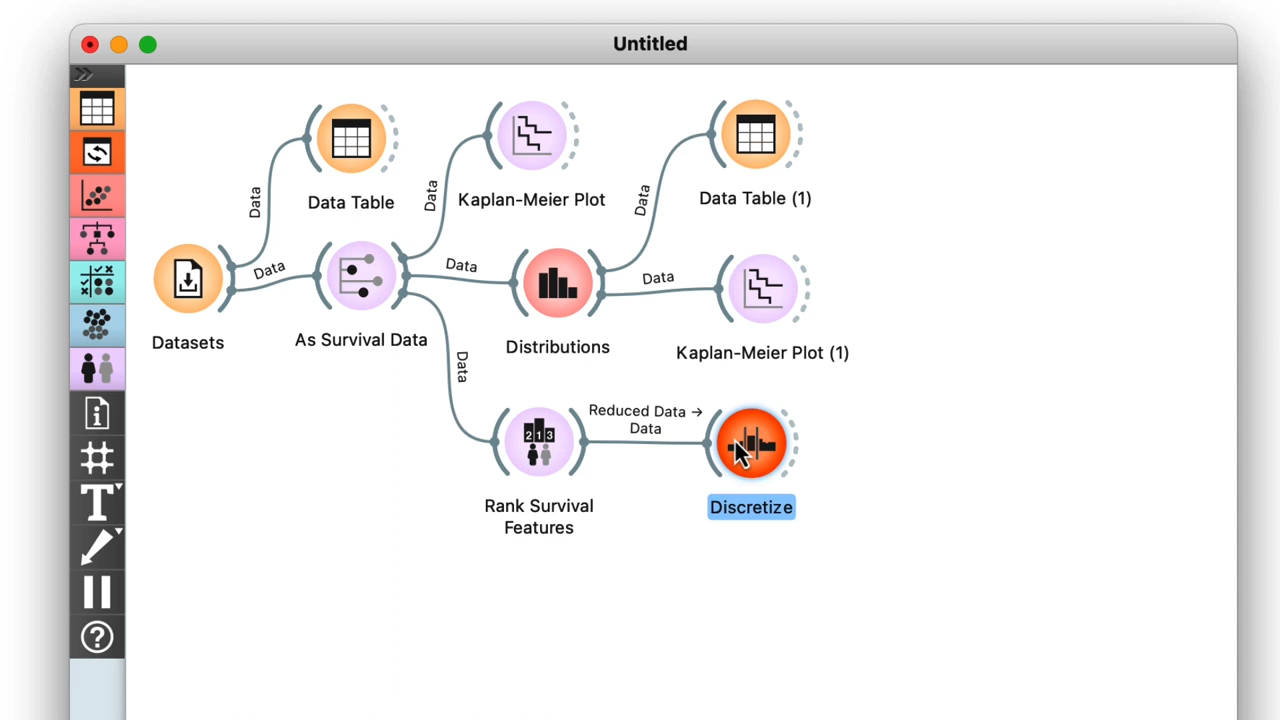 Untitled
Data Table
Kaplan-Meier Plot
Data Table (1)
Data
Data
Data
Data
Data
Data
Datasets
As Survival Data
Distributions
Kaplan-Meier Plot (1)
Data
Reduced Data →
Data
213
Rank Survival
Features
Discretize
T